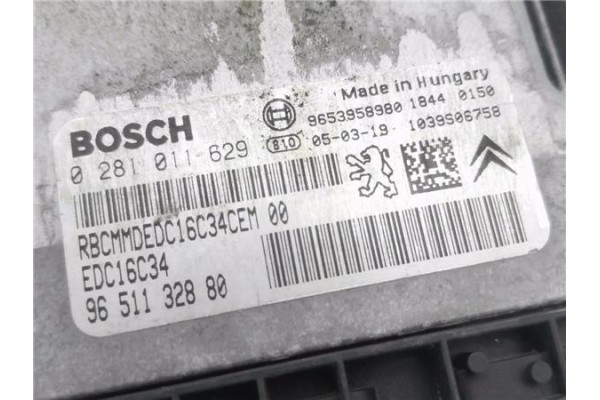 BOSCH
0 281 011 629
810
Made in Hungary
9653958980 1844 0150
05-03-19 1039S06758
RBCMMDEDC16C34CEM 00
EDC16C34
96 511 328 80